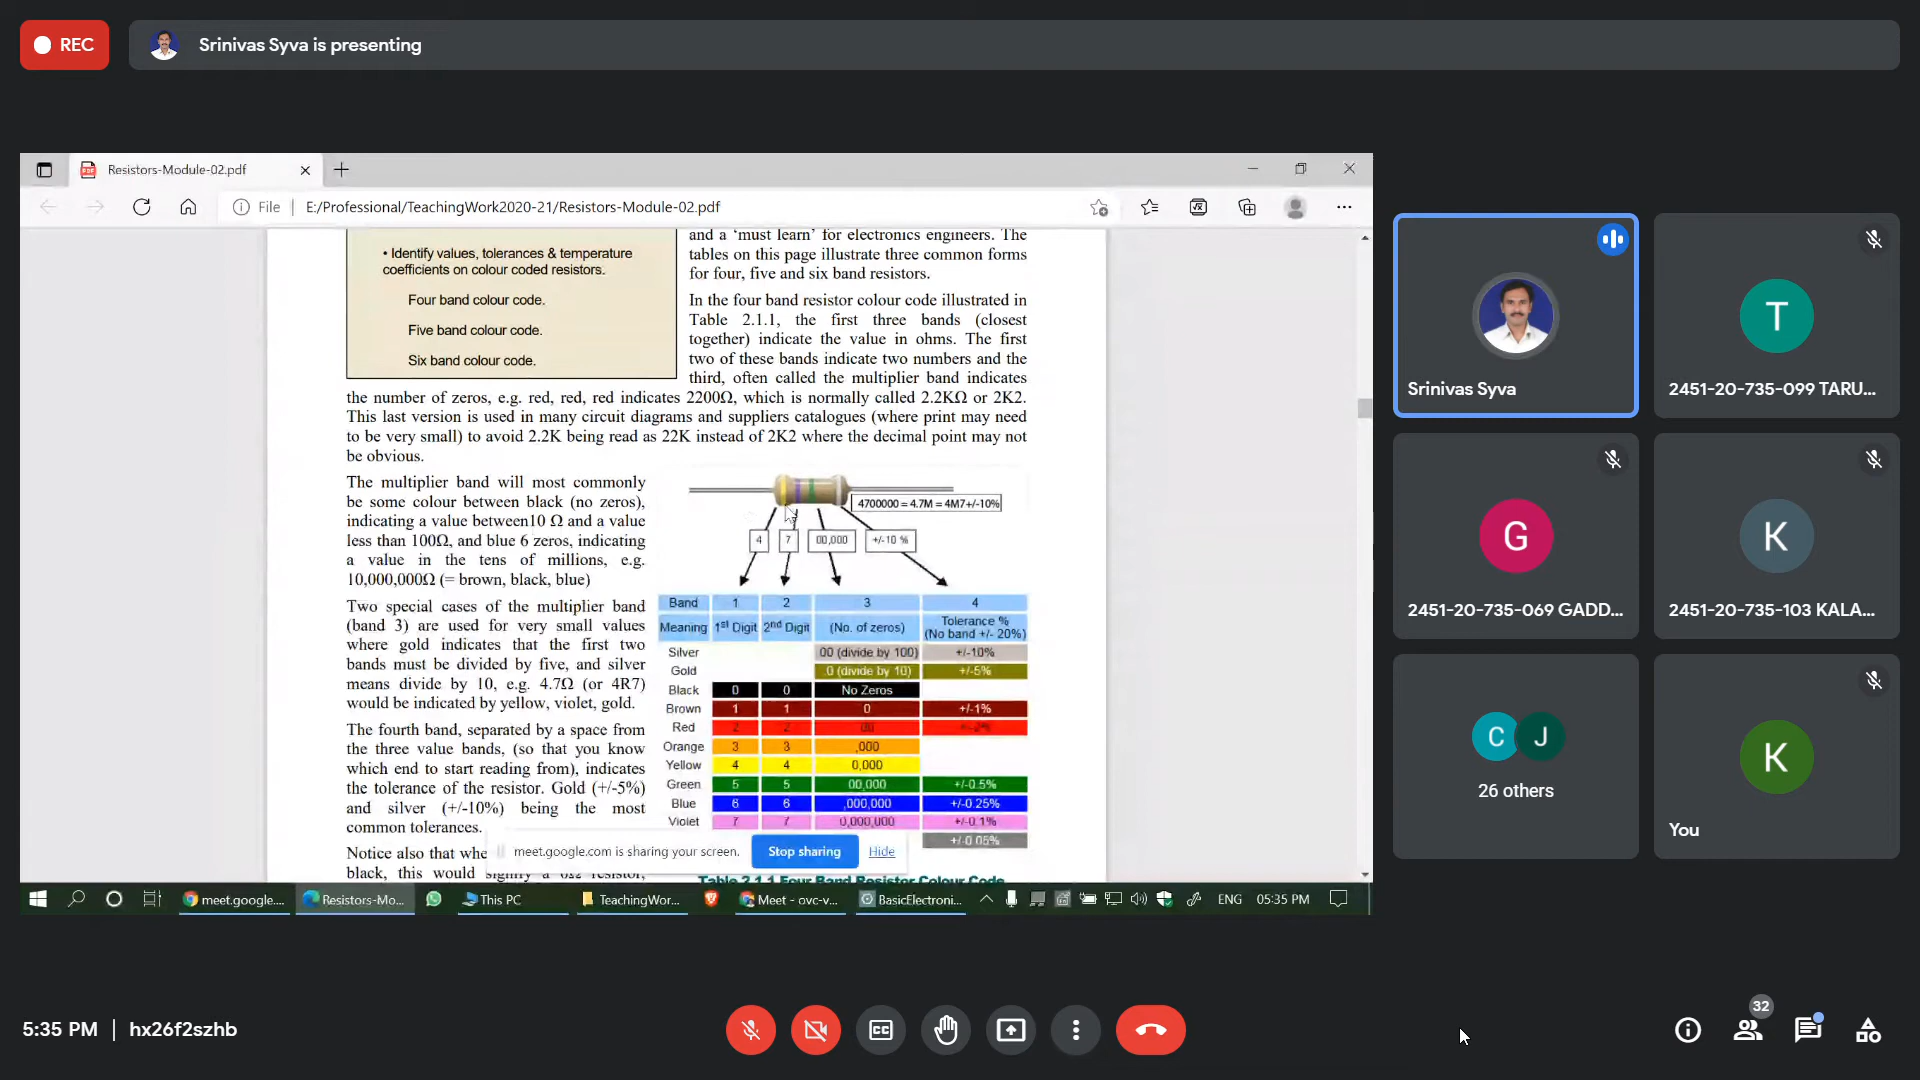 REC
Srinivas Syva is presenting
Resistors-Module-02.pdf
File | E:/Professional/TeachingWork2020-21/Resistors-Module-02.pdf
• Identify values, tolerances & temperature
coefficients on colour coded resistors.
Four band colour code.
Five band colour code.
Six band colour code.
and a ‘must learn’ for electronics engineers. The
tables on this page illustrate three common forms
for four, five and six band resistors.
In the four band resistor colour code illustrated in
Table 2.1.1, the first three bands (closest
together) indicate the value in ohms. The first
two of these bands indicate two numbers and the
third, often called the multiplier band indicates
the number of zeros, e.g. red, red, red indicates 2200Ω, which is normally called 2.2KΩ or 2K2.
This last version is used in many circuit diagrams and suppliers catalogues (where print may need
to be very small) to avoid 2.2K being read as 22K instead of 2K2 where the decimal point may not
be obvious.
The multiplier band will most commonly
be some colour between black (no zeros),
indicating a value between10 Ω and a value
less than 100Ω, and blue 6 zeros, indicating
a value in the tens of millions, e.g.
10,000,000Ω (= brown, black, blue)
Two special cases of the multiplier band
(band 3) are used for very small values
where gold indicates that the first two
bands must be divided by five, and silver
means divide by 10, e.g. 4.7Ω (or 4R7)
would be indicated by yellow, violet, gold.
The fourth band, separated by a space from
the three value bands, (so that you know
which end to start reading from), indicates
the tolerance of the resistor. Gold (+/-5%)
and silver (+/-10%) being the most
common tolerances.
Notice also that whe
black, this would signify a 0Ω resistor,
4700000 = 4.7M = 4M7+/-10%
4 7 00,000 +/-10 %
Band 1 2 3 4
Meaning 1st Digit 2nd Digit (No. of zeros) Tolerance %
(No band +/- 20%)
Silver 00 (divide by 100) +/-10%
Gold .0 (divide by 10) +/-5%
Black 0 0 No Zeros
Brown 1 1 0 +/-1%
Red 2 2 00 +/-2%
Orange 3 3 ,000
Yellow 4 4 0,000
Green 5 5 00,000 +/-0.5%
Blue 6 6 ,000,000 +/-0.25%
Violet 7 7 0,000,000 +/-0.1%
+/-0.05%
Table 2.1.1 Four Band Resistor Colour Code
meet.google.com is sharing your screen. Stop sharing Hide
meet.google.... Resistors-Mo... This PC TeachingWor... Meet - ovc-v... BasicElectroni... ENG 05:35 PM
Srinivas Syva
2451-20-735-099 TARU...
T
G
2451-20-735-069 GADD...
K
2451-20-735-103 KALA...
C J
26 others
K
You
5:35 PM | hx26f2szhb
CC
32